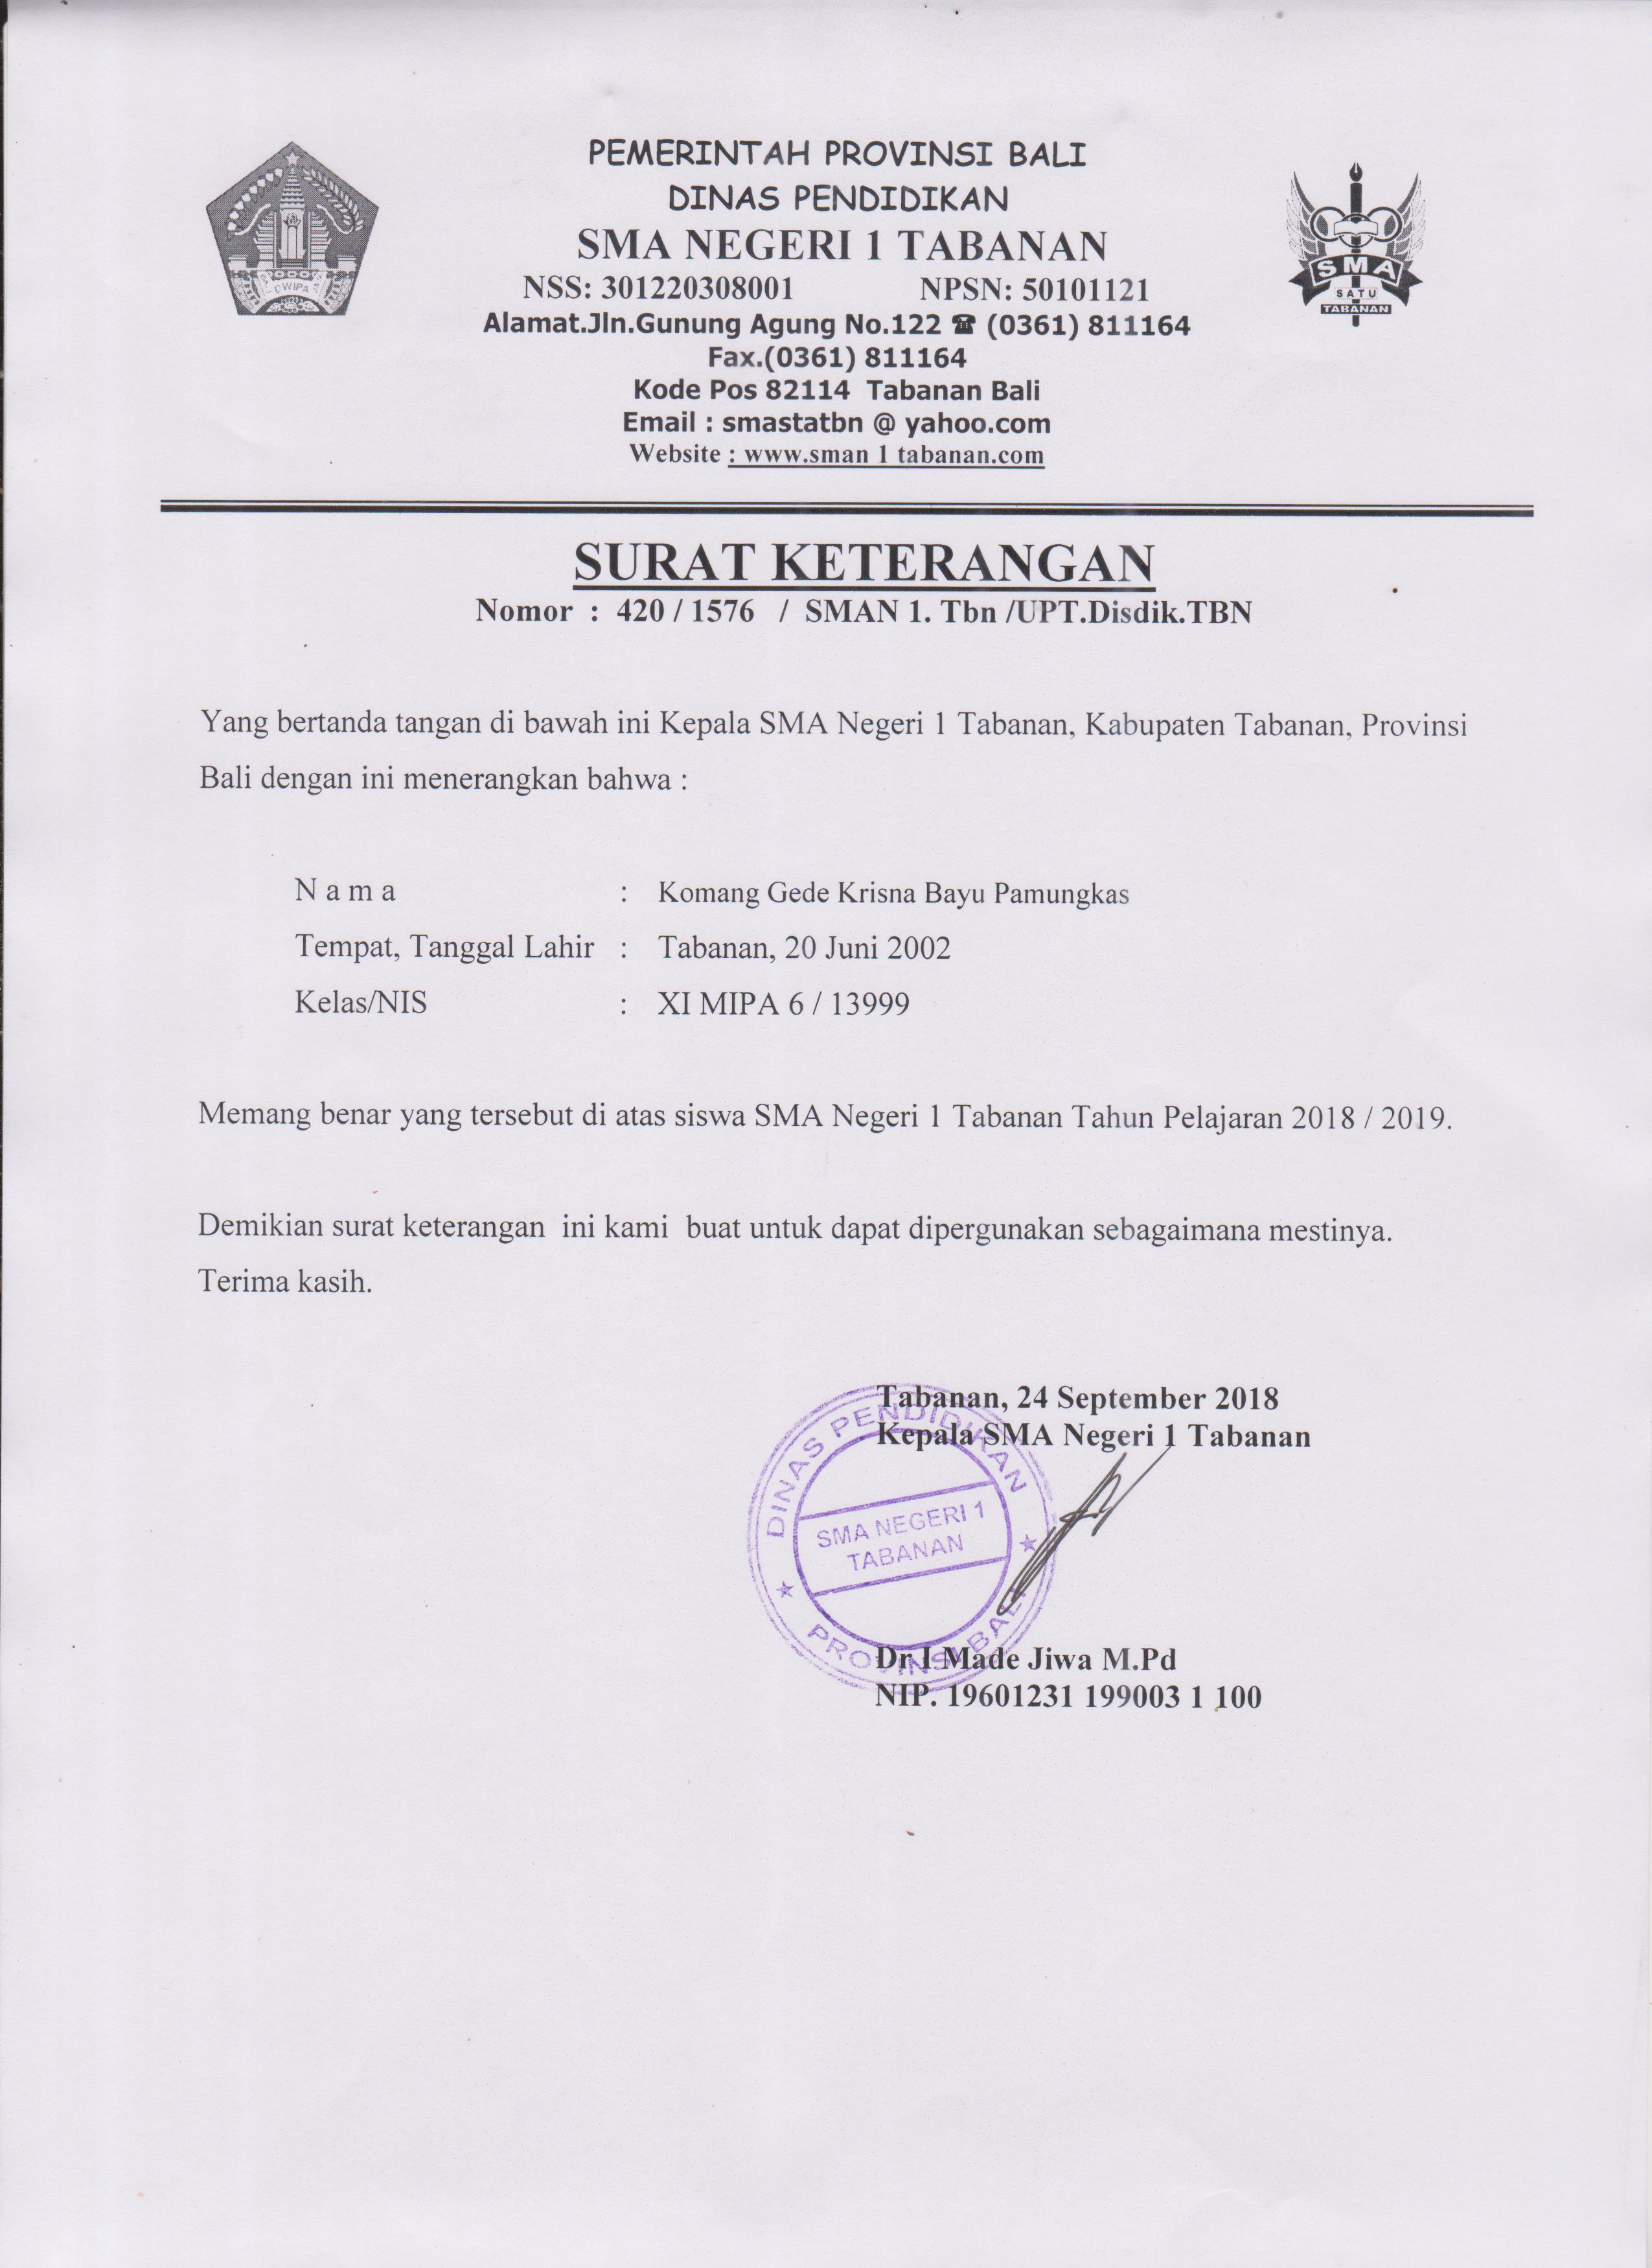 PEMERINTAH PROVINSI BALI
DINAS PENDIDIKAN
SMA NEGERI 1 TABANAN
NSS: 301220308001 NPSN: 50101121
Alamat.Jln.Gunung Agung No.122 ☎ (0361) 811164
Fax.(0361) 811164
Kode Pos 82114 Tabanan Bali
Email : smastatbn @ yahoo.com
Website : www.sman 1 tabanan.com
DWIPA
SMA
SATU
TABANAN
SURAT KETERANGAN
Nomor : 420 / 1576 / SMAN 1. Tbn /UPT.Disdik.TBN
Yang bertanda tangan di bawah ini Kepala SMA Negeri 1 Tabanan, Kabupaten Tabanan, Provinsi
Bali dengan ini menerangkan bahwa :
N a m a : Komang Gede Krisna Bayu Pamungkas
Tempat, Tanggal Lahir : Tabanan, 20 Juni 2002
Kelas/NIS : XI MIPA 6 / 13999
Memang benar yang tersebut di atas siswa SMA Negeri 1 Tabanan Tahun Pelajaran 2018 / 2019.
Demikian surat keterangan ini kami buat untuk dapat dipergunakan sebagaimana mestinya.
Terima kasih.
Tabanan, 24 September 2018
Kepala SMA Negeri 1 Tabanan
DINAS PENDIDIKAN
SMA NEGERI 1
TABANAN
PROVINSI BALI
Dr I Made Jiwa M.Pd
NIP. 19601231 199003 1 100